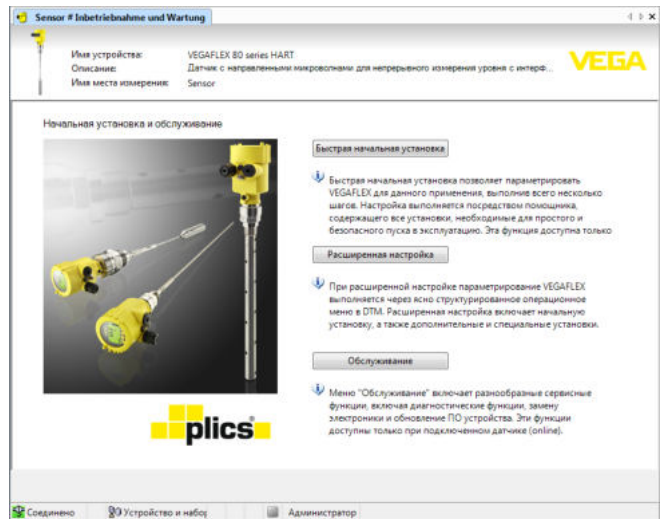 Sensor # Inbetriebnahme und Wartung
Имя устройства: VEGAFLEX 80 series HART
Описание: Датчик с направленными микроволнами для непрерывного измерения уровня с интерф...
Имя места измерения: Sensor
VEGA
Начальная установка и обслуживание
Быстрая начальная установка
Быстрая начальная установка позволяет параметрировать
VEGAFLEX для данного применения, выполнив всего несколько
шагов. Настройка выполняется посредством помощника,
содержащего все установки, необходимые для простого и
безопасного пуска в эксплуатацию. Эта функция доступна только
Расширенная настройка
При расширенной настройке параметрирование VEGAFLEX
выполняется через ясно структурированное операционное
меню в DTM. Расширенная настройка включает начальную
установку, а также дополнительные и специальные установки.
Обслуживание
Меню "Обслуживание" включает разнообразные сервисные
функции, включая диагностические функции, замену
электроники и обновление ПО устройства. Эти функции
доступны только при подключенном датчике (online).
plics
Соединено Устройство и набор Администратор